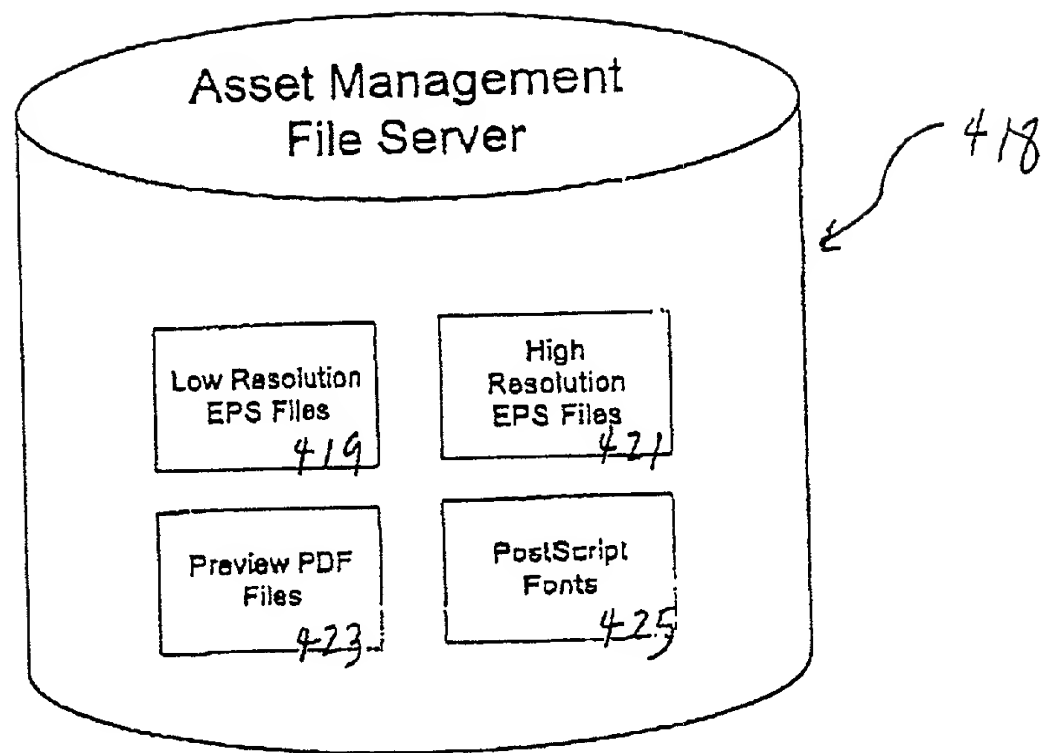 Asset Management
File Server
418
Low Resolution
EPS Files
419
High
Resolution
EPS Files
421
Preview PDF
Files
423
PostScript
Fonts
425